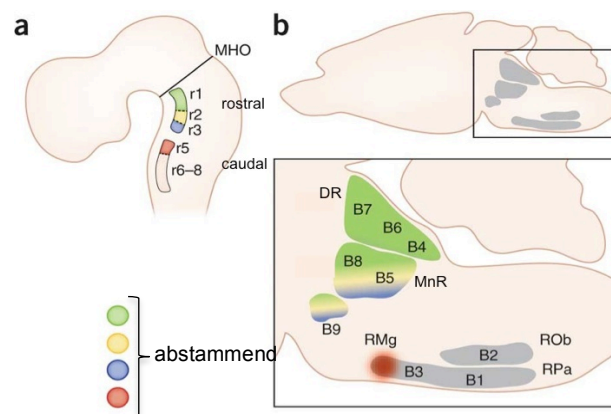 a
MHO
r1
r2
r3
rostral
r5
caudal
r6–8
abstammend
b
DR
B7
B6
B4
B8
B5
MnR
B9
RMg
ROb
B2
B3
B1
RPa